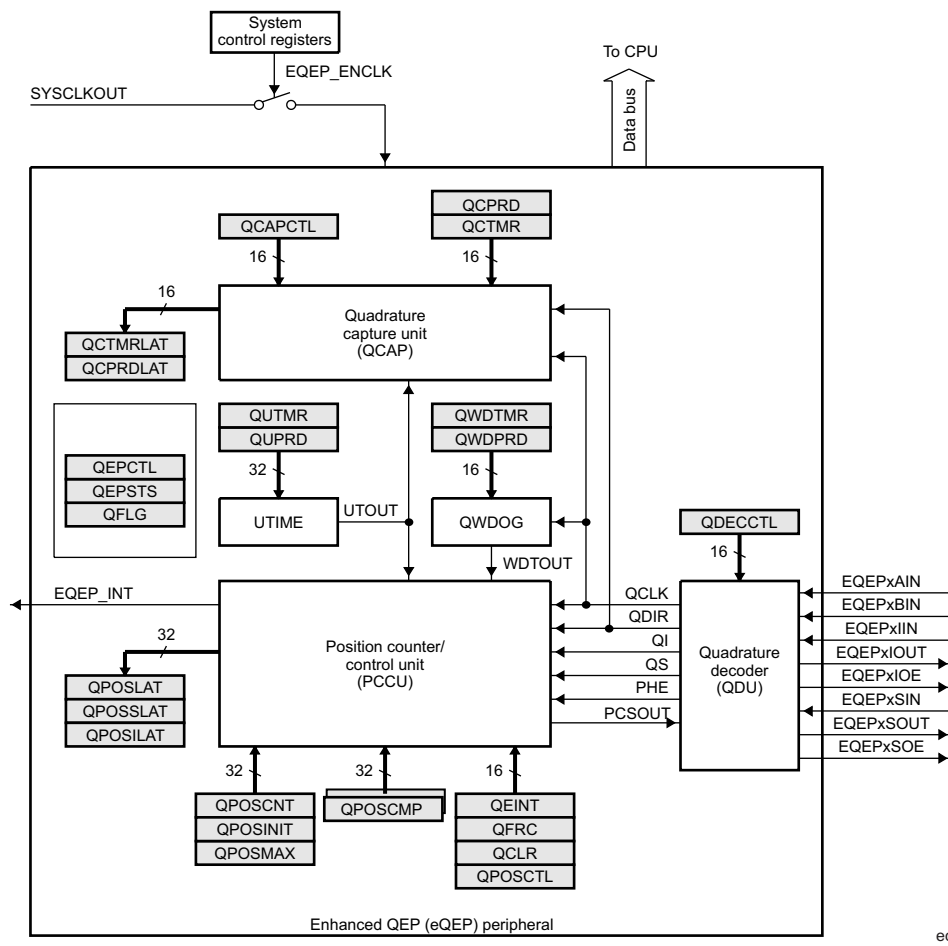 System
control registers
To CPU
EQEP_ENCLK
SYSCLKOUT
Data bus
QCPRD
QCAPCTL
QCTMR
16
16
16
Quadrature
capture unit
(QCAP)
QCTMRLAT
QCPRDLAT
QUTMR
QUPRD
QWDTMR
QWDPRD
32
16
QEPCTL
QEPSTS
QFLG
UTIME
UTOUT
QWDOG
QDECCTL
16
WDTOUT
EQEP_INT
32
Position counter/
control unit
(PCCU)
QCLK
QDIR
QI
QS
PHE
PCSOUT
Quadrature
decoder
(QDU)
EQEPxAIN
EQEPxBIN
EQEPxIIN
EQEPxIOUT
EQEPxIOE
EQEPxSIN
EQEPxSOUT
EQEPxSOE
QPOSLAT
QPOSSLAT
QPOSILAT
32
32
16
QPOSCNT
QPOSINIT
QPOSMAX
QPOSCMP
QEINT
QFRC
QCLR
QPOSCTL
Enhanced QEP (eQEP) peripheral